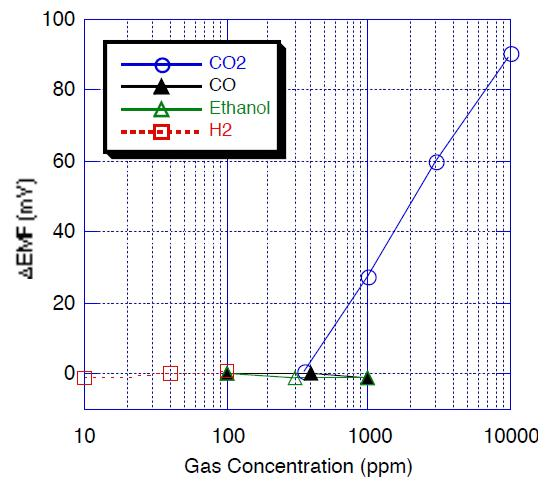 100
80
60
40
20
0
CO2
CO
Ethanol
H2
ΔEMF (mV)
10 100 1000 10000
Gas Concentration (ppm)